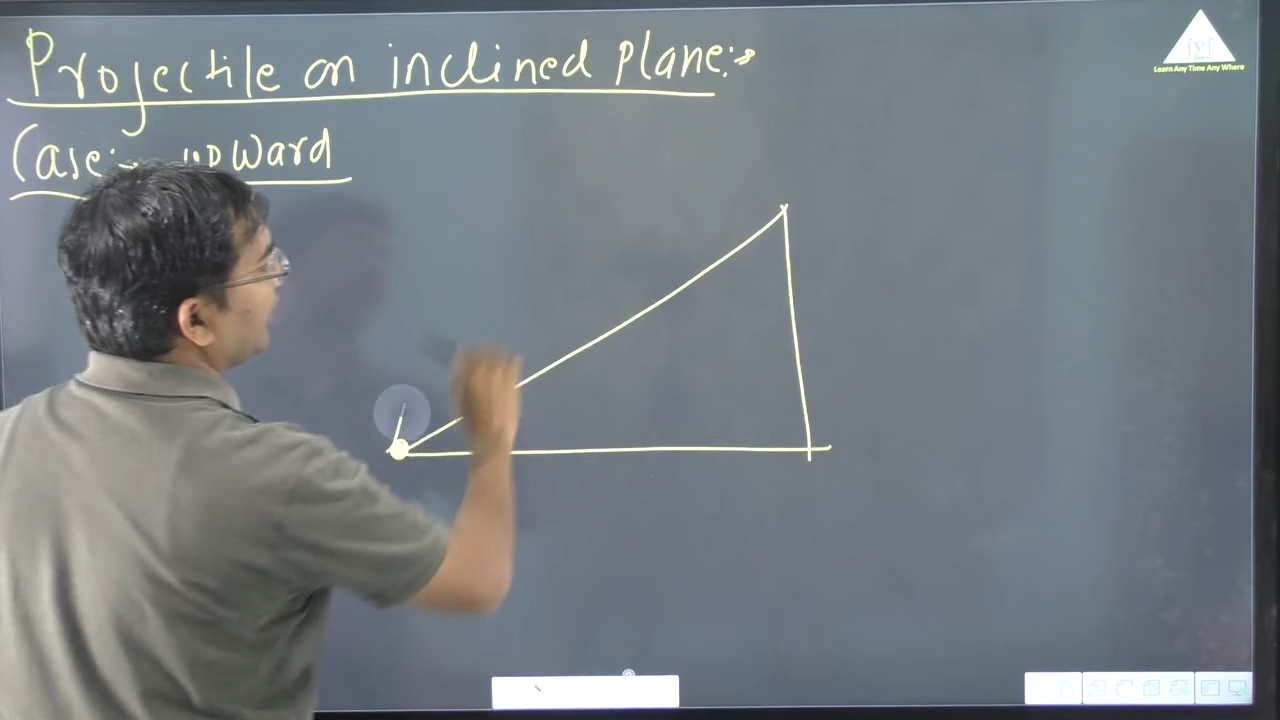 Projectile on inclined plane:→
Case:→ upward
Learn Any Time Any Where